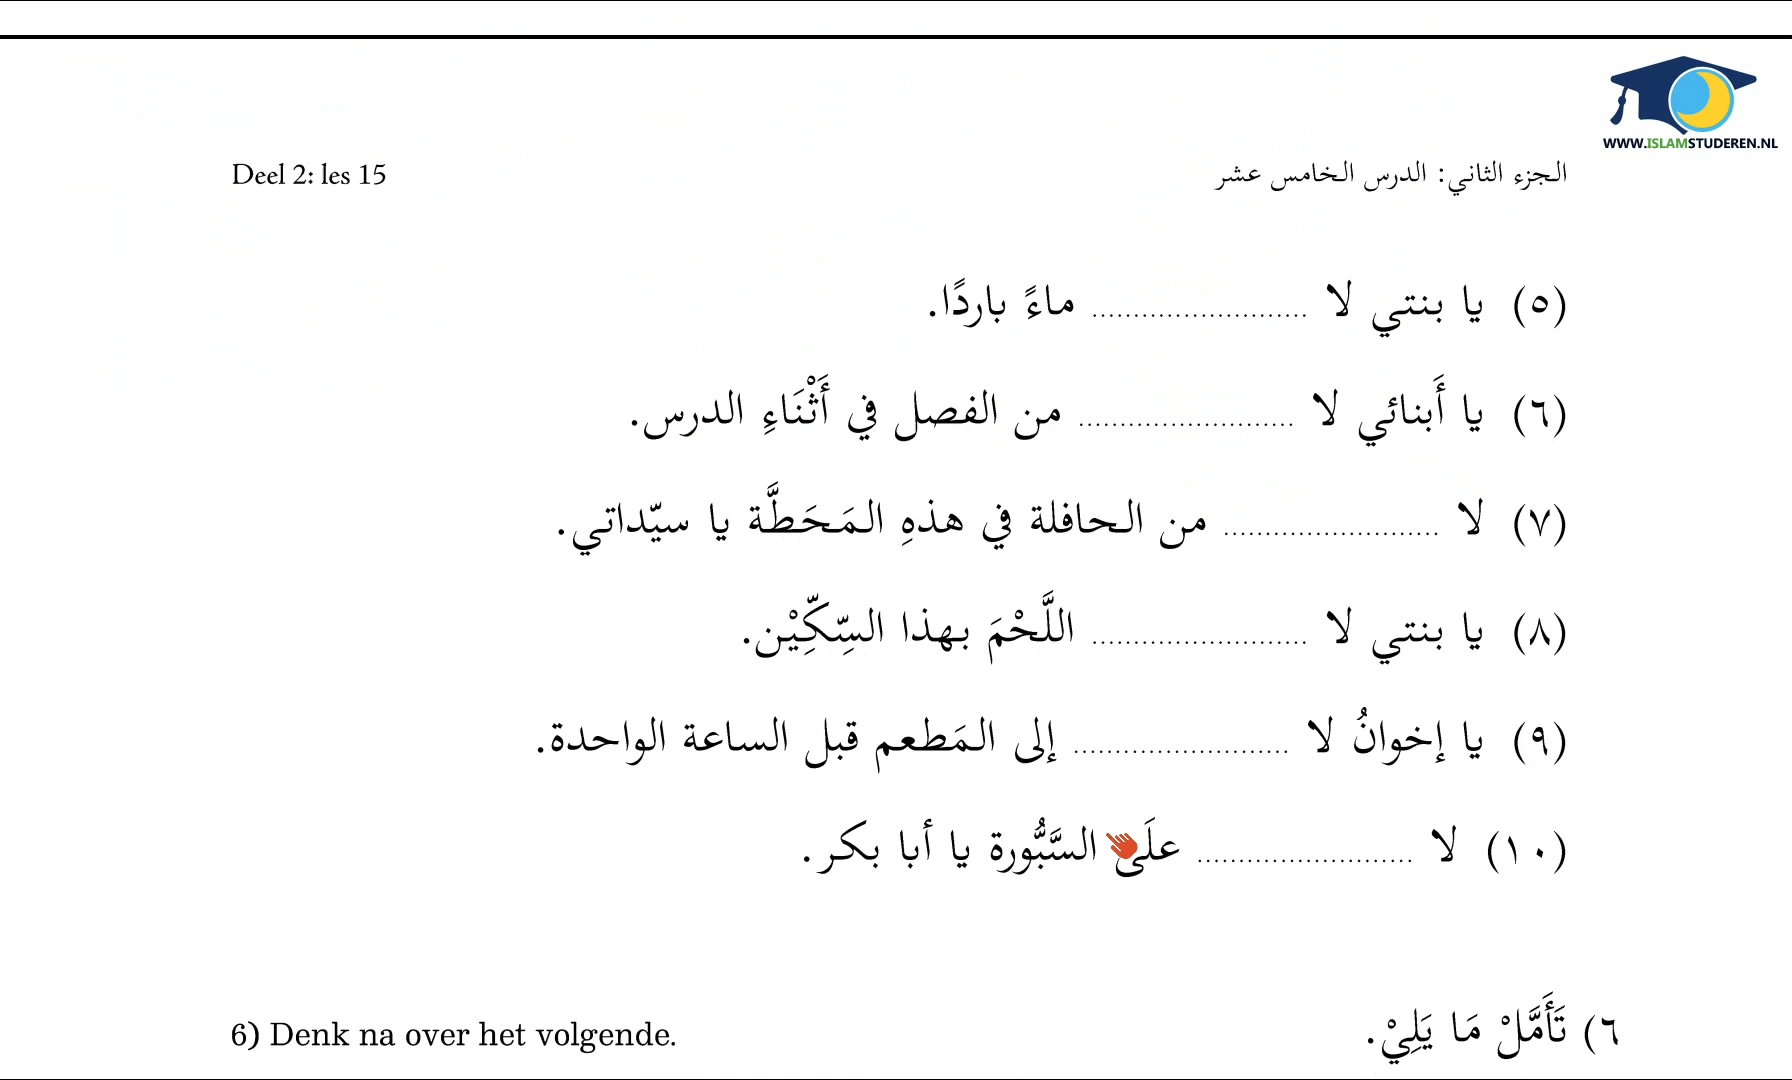 WWW.ISLAMSTUDEREN.NL
Deel 2: les 15
الجزء الثاني: الدرس الخامس عشر
(٥) يا بنتي لا .......................... ماءً باردًا.
(٦) يا أَبنائي لا .......................... من الفصل في أَثْنَاءِ الدرس.
(٧) لا .......................... من الحافلة في هذهِ المَحَطَّة يا سيّداتي.
(٨) يا بنتي لا .......................... اللَّحْمَ بهذا السِّكِّيْن.
(٩) يا إخوانُ لا .......................... إلى المَطعم قبل الساعة الواحدة.
(١٠) لا .......................... علَى السَّبُّورة يا أبا بكر.
6) Denk na over het volgende.
٦) تَأَمَّلْ مَا يَلِيْ.